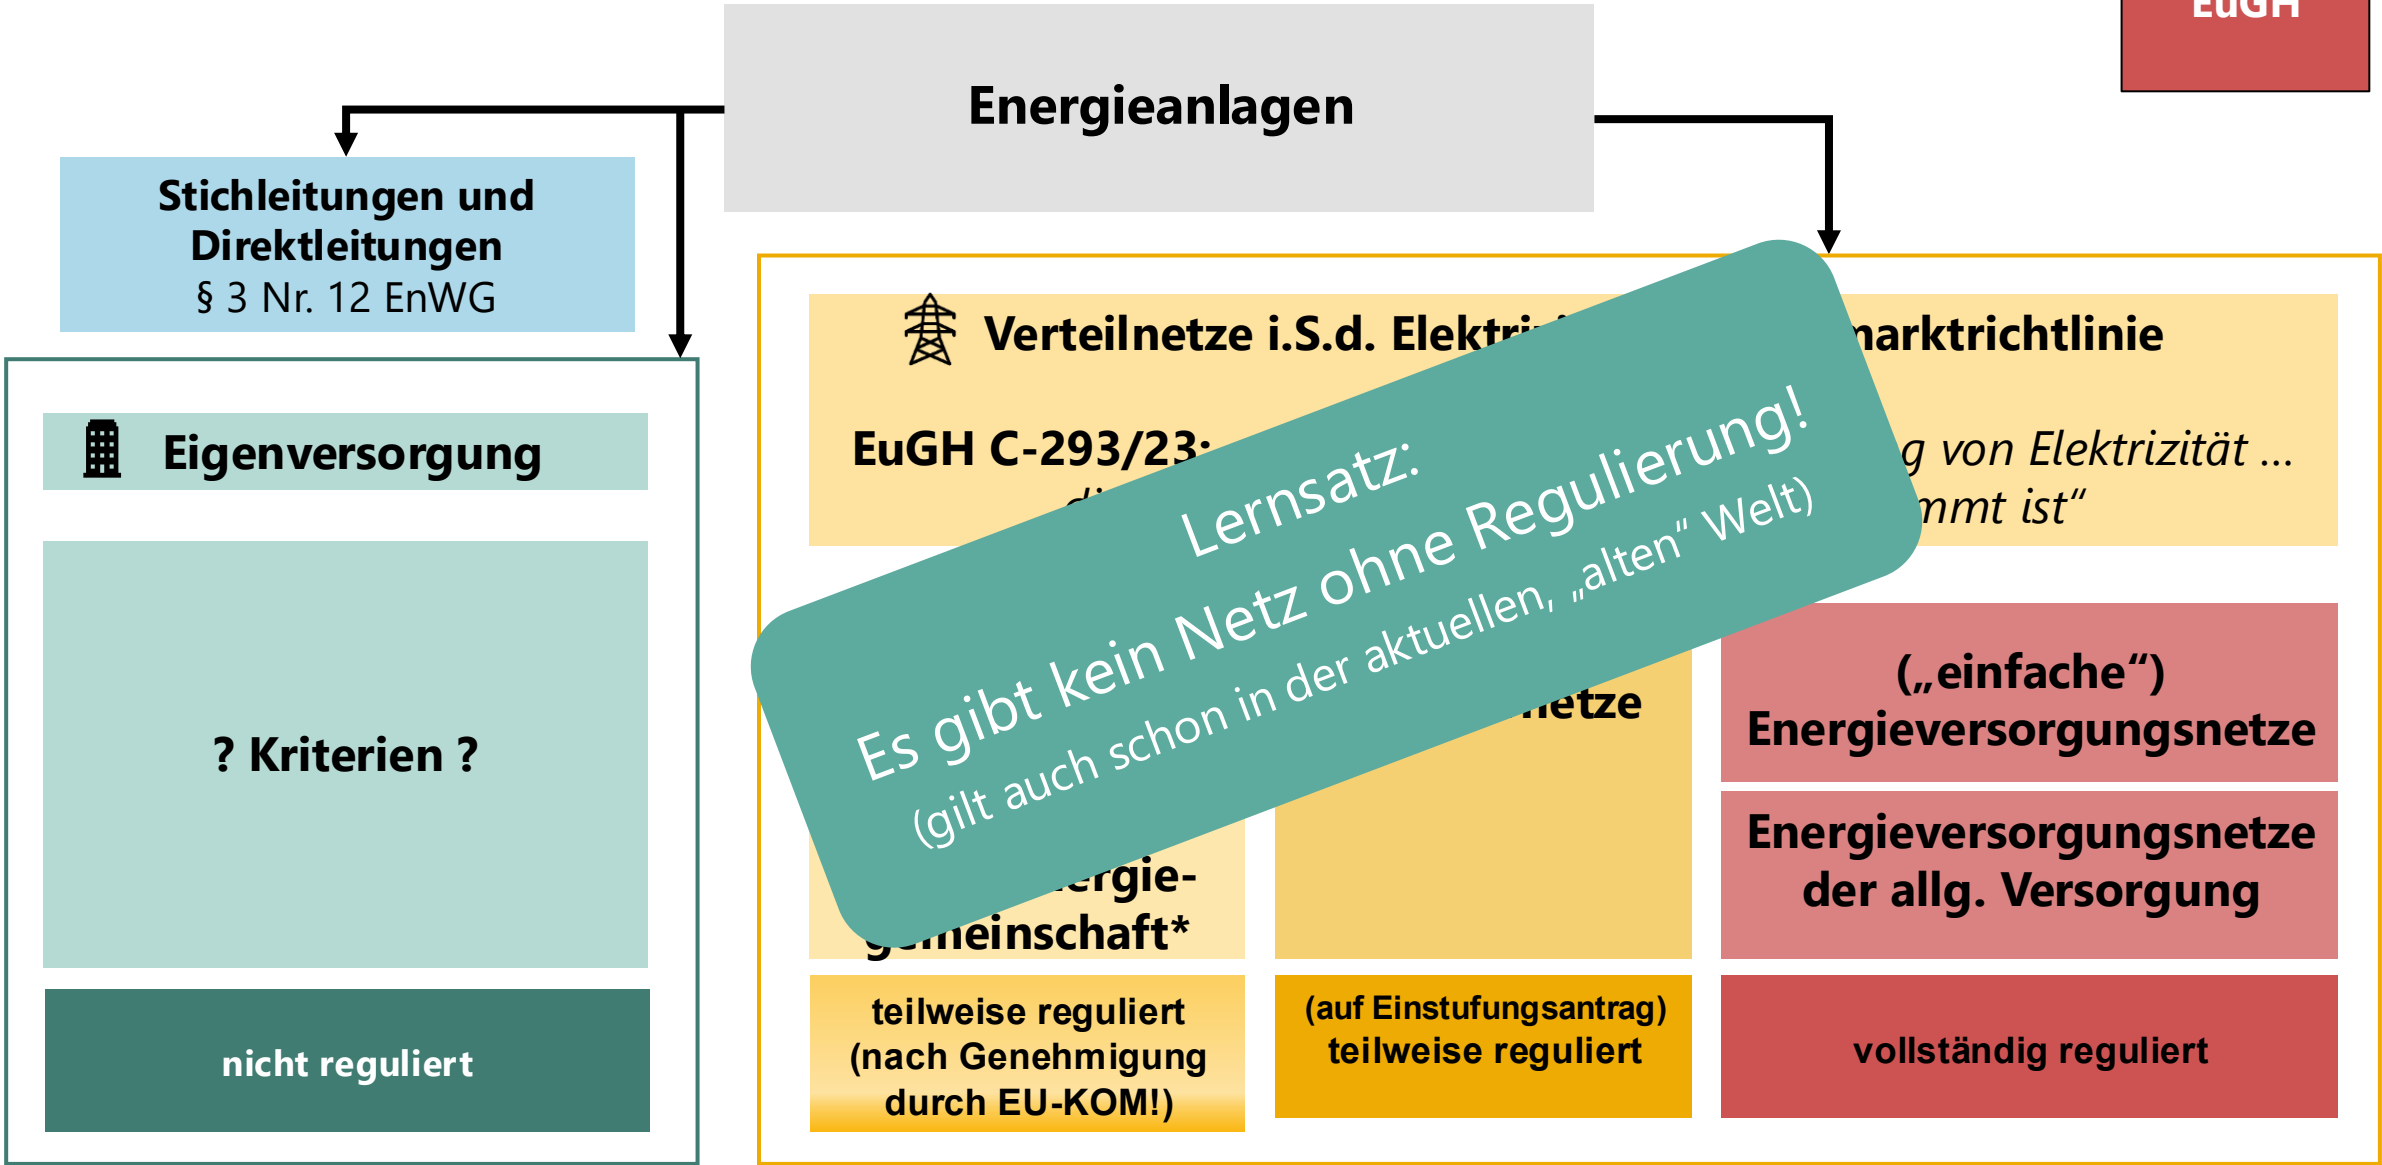 EuGH
Energieanlagen
Stichleitungen und
Direktleitungen
§ 3 Nr. 12 EnWG
Eigenversorgung
? Kriterien ?
nicht reguliert
Verteilnetze i.S.d. marktrichtlinie
EuGH C-293/23: von Elektrizität ...
ist“
Lernsatz:
Es gibt kein Netz ohne Regulierung!
(gilt auch schon in der aktuellen, „alten“ Welt)
netze
gemeinschaft*
teilweise reguliert
(nach Genehmigung
durch EU-KOM!)
(auf Einstufungsantrag)
teilweise reguliert
(„einfache“)
Energieversorgungsnetze
Energieversorgungsnetze
der allg. Versorgung
vollständig reguliert